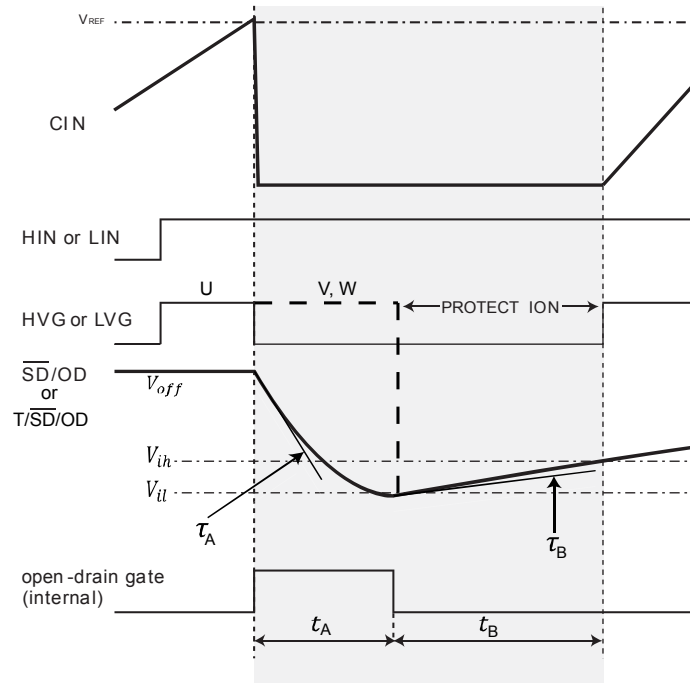 VREF
CIN
HIN or LIN
U
V, W
HVG or LVG
PROTECT ION
SD/OD
or
T/SD/OD
Voff
Vih
Vil
τA
τB
open-drain gate
(internal)
tA
tB